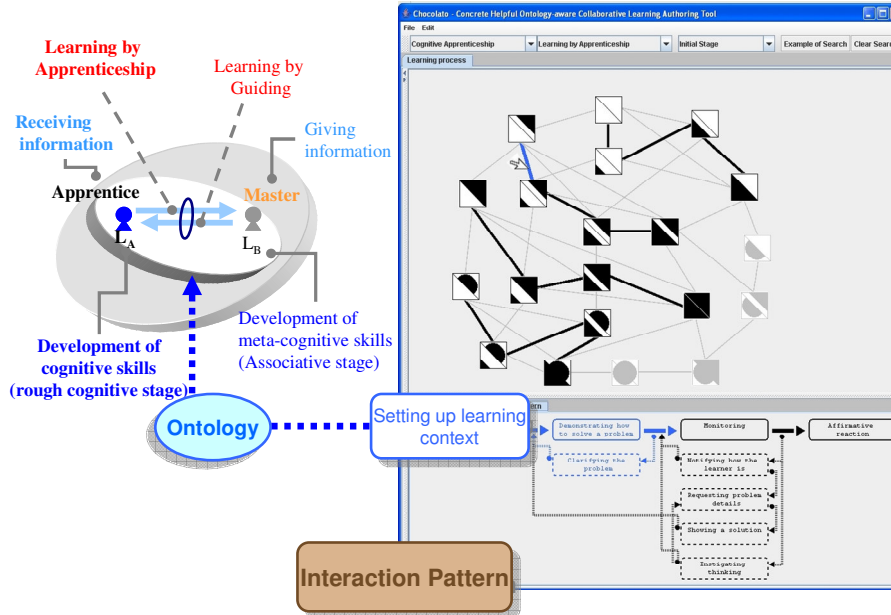 Chocolato - Concrete Helpful Ontology-aware Collaborative Learning Authoring Tool
File Edit
Cognitive Apprenticeship
Learning by Apprenticeship
Initial Stage
Example of Search
Learning process
Learning by
Apprenticeship
Learning by
Guiding
Receiving
information
Giving
information
Apprentice
Master
LA
LB
Development of
cognitive skills
(rough cognitive stage)
Development of
meta-cognitive skills
(Associative stage)
Ontology
Setting up learning
context
Demonstrating how
to solve a problem
Monitoring
Affirmative
reaction
Clarifying the
problem
Notifying how the
learner is
Requesting problem
details
Showing a solution
Instigating
thinking
Interaction Pattern